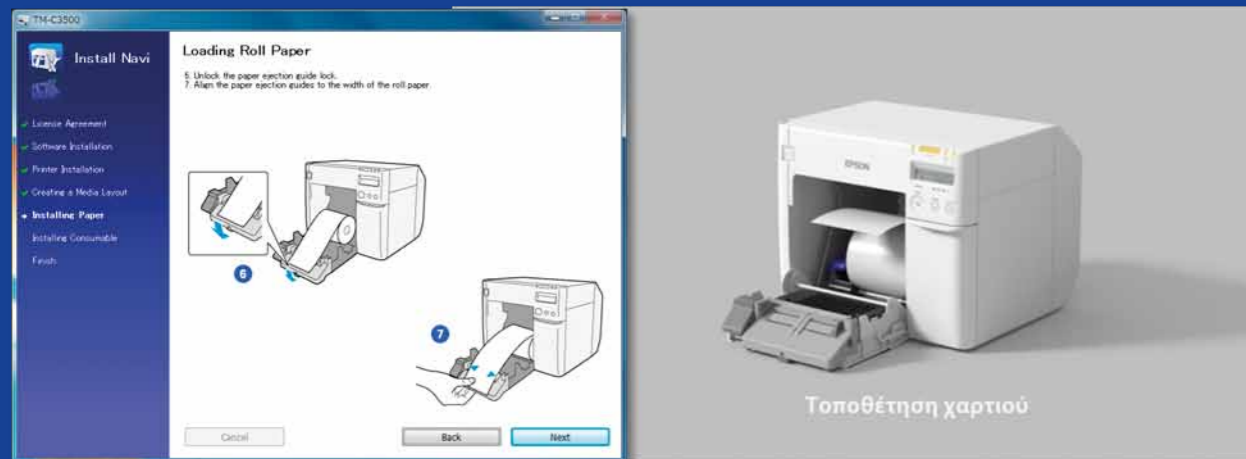 TM-C3500
Install Navi
License Agreement
Software Installation
Printer Installation
Creating a Media Layout
Installing Paper
Installing Consumable
Finish
Loading Roll Paper
6. Unlock the paper ejection guide lock.
7. Align the paper ejection guides to the width of the roll paper.
6
7
Cancel
Back
Next
EPSON
Τοποθέτηση χαρτιού